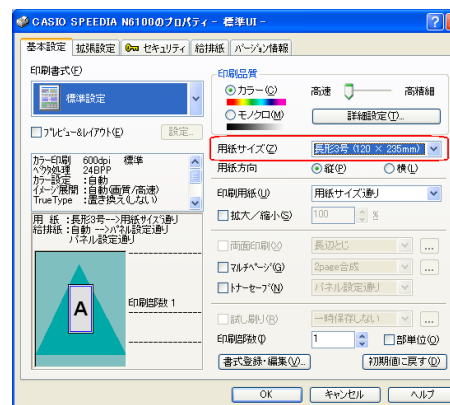 CASIO SPEEDIA N6100のプロパティ - 標準UI -
基本設定 拡張設定 セキュリティ 給排紙 バージョン情報
印刷書式(F)
標準設定
プレビュー&レイアウト(E) 設定...
カラー印刷 600dpi 標準
ベクタ処理 24BPP
カラー設定 :自動
イメージ展開 :自動(画質/高速)
TrueType :置き換え(しない)
用 紙 :長形3号-->用紙サイズ通り
給排紙:自動 -->パネル設定通り
パネル設定通り
A
印刷部数 1
印刷品質
カラー(C) 高速 高精細
モノクロ(M) 詳細設定(T)...
用紙サイズ(Z) 長形3号 (120 × 235mm)
用紙方向 縦(P) 横(L)
印刷用紙(U) 用紙サイズ通り
拡大/縮小(S) 100 %
両面印刷(X) 長辺とじ ...
マルチページ(G) 2page合成
トナーセーブ(N) パネル設定通り
試し刷り(R) 一時保存しない ...
印刷部数(I) 1 部単位(O)
書式登録・編集(V)... 初期値に戻す(D)
OK キャンセル ヘルプ